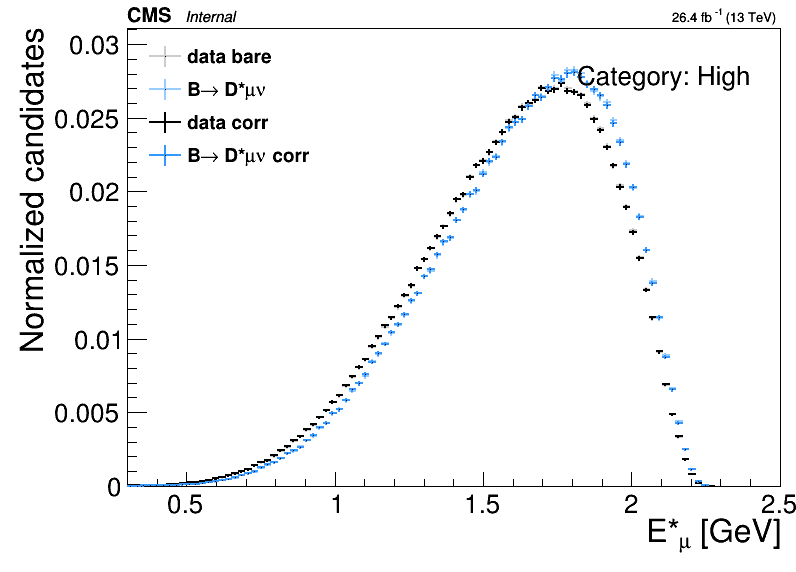 CMS Internal 26.4 fb⁻¹ (13 TeV)
Normalized candidates
0.03
0.025
0.02
0.015
0.01
0.005
0
data bare
B→ D*μν
data corr
B→ D*μν corr
Category: High
0.5 1 1.5 2 2.5
E*μ [GeV]